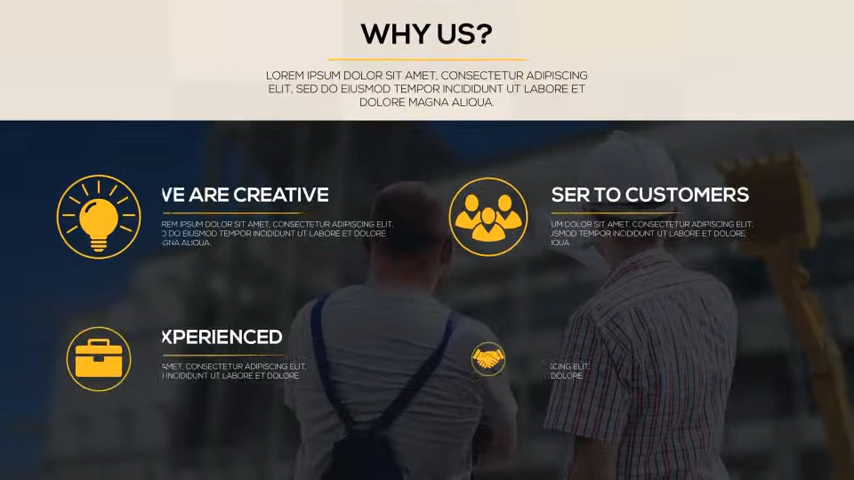 WHY US?
LOREM IPSUM DOLOR SIT AMET, CONSECTETUR ADIPISCING
ELIT, SED DO EIUSMOD TEMPOR INCIDIDUNT UT LABORE ET
DOLORE MAGNA ALIQUA.
WE ARE CREATIVE
REM IPSUM DOLOR SIT AMET, CONSECTETUR ADIPISCING ELIT,
D DO EIUSMOD TEMPOR INCIDIDUNT UT LABORE ET DOLORE
AGNA ALIQUA.
SER TO CUSTOMERS
UM DOLOR SIT AMET, CONSECTETUR ADIPISCING ELIT,
USMOD TEMPOR INCIDIDUNT UT LABORE ET DOLORE
IQUA.
XPERIENCED
AMET, CONSECTETUR ADIPISCING ELIT,
INCIDIDUNT UT LABORE ET DOLORE
SCING ELIT,
DOLORE